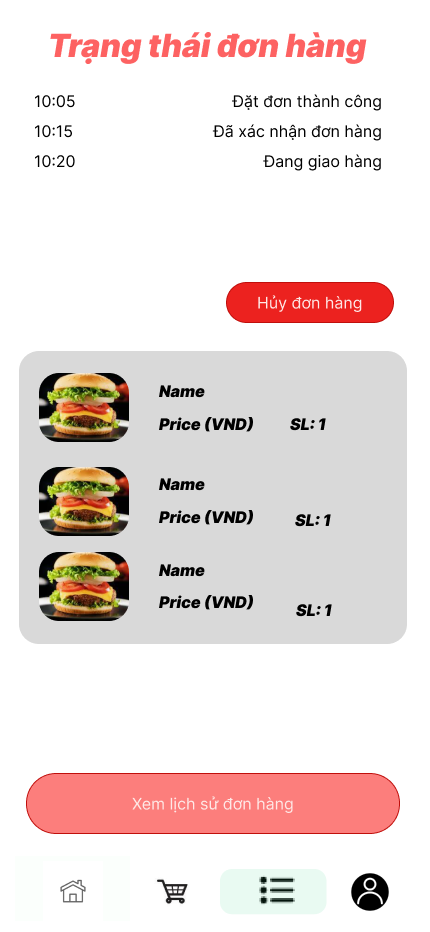 Trạng thái đơn hàng
10:05 Đặt đơn thành công
10:15 Đã xác nhận đơn hàng
10:20 Đang giao hàng
Hủy đơn hàng
Name
Price (VND) SL: 1
Name
Price (VND) SL: 1
Name
Price (VND) SL: 1
Xem lịch sử đơn hàng